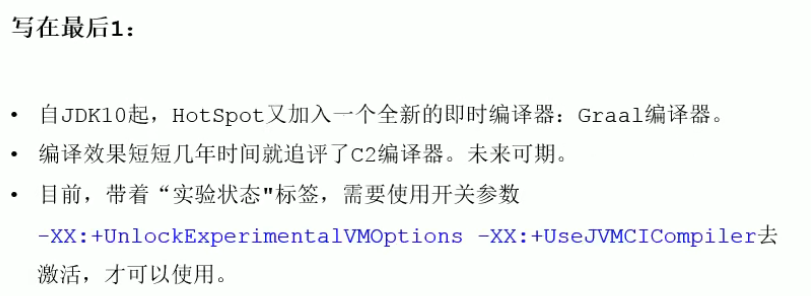 写在最后1：
• 自JDK10起，HotSpot又加入一个全新的即时编译器：Graal编译器。
• 编译效果短短几年时间就追评了C2编译器。未来可期。
• 目前，带着“实验状态"标签，需要使用开关参数
-XX:+UnlockExperimentalVMOptions -XX:+UseJVMCICompiler去
激活，才可以使用。